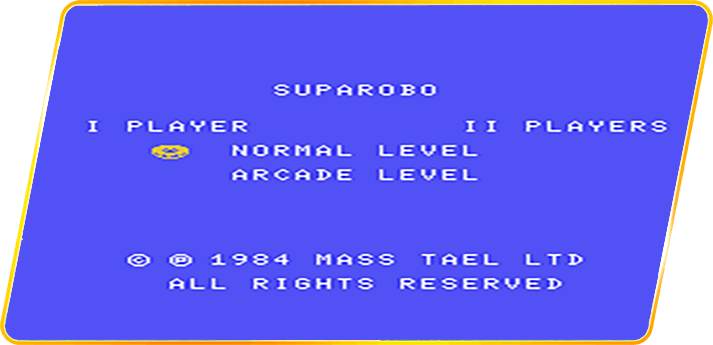 SUPAROBO
I PLAYER II PLAYERS
NORMAL LEVEL
ARCADE LEVEL
© ℗ 1984 MASS TAEL LTD
ALL RIGHTS RESERVED